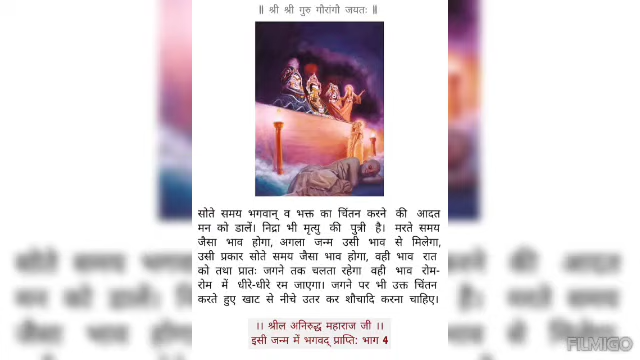 ॥ श्री श्री गुरु गौरांगौ जयतः ॥
सोते समय भगवान् व भक्त का चिंतन करने की आदत
मन को डालें। निद्रा भी मृत्यु की पुत्री है। मरते समय
जैसा भाव होगा, अगला जन्म उसी भाव से मिलेगा,
उसी प्रकार सोते समय जैसा भाव होगा, वही भाव रात
को तथा प्रातः जगने तक चलता रहेगा वही भाव रोम-
रोम में धीरे-धीरे रम जाएगा। जगने पर भी उक्त चिंतन
करते हुए खाट से नीचे उतर कर शौचादि करना चाहिए।
।। श्रील अनिरुद्ध महाराज जी ।।
इसी जन्म में भगवद् प्राप्ति: भाग 4
FILMIGO